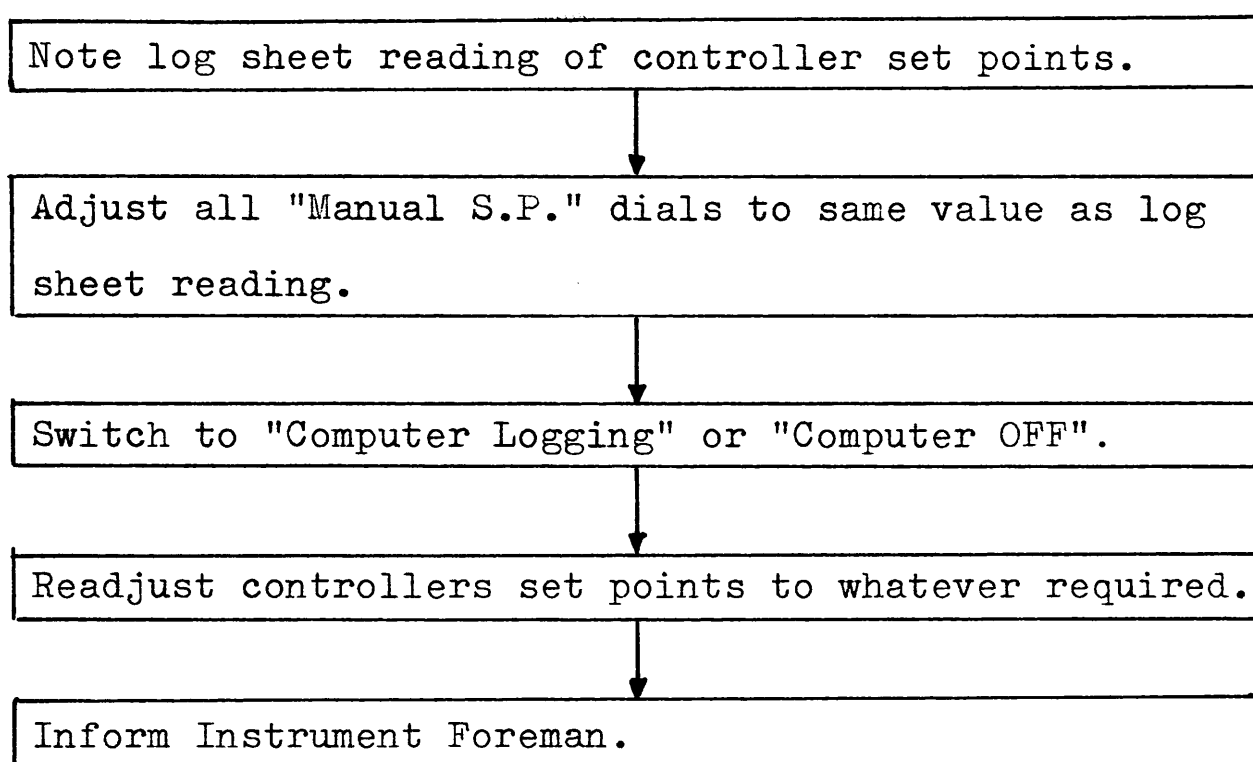 Note log sheet reading of controller set points.
Adjust all "Manual S.P." dials to same value as log
sheet reading.
Switch to "Computer Logging" or "Computer OFF".
Readjust controllers set points to whatever required.
Inform Instrument Foreman.